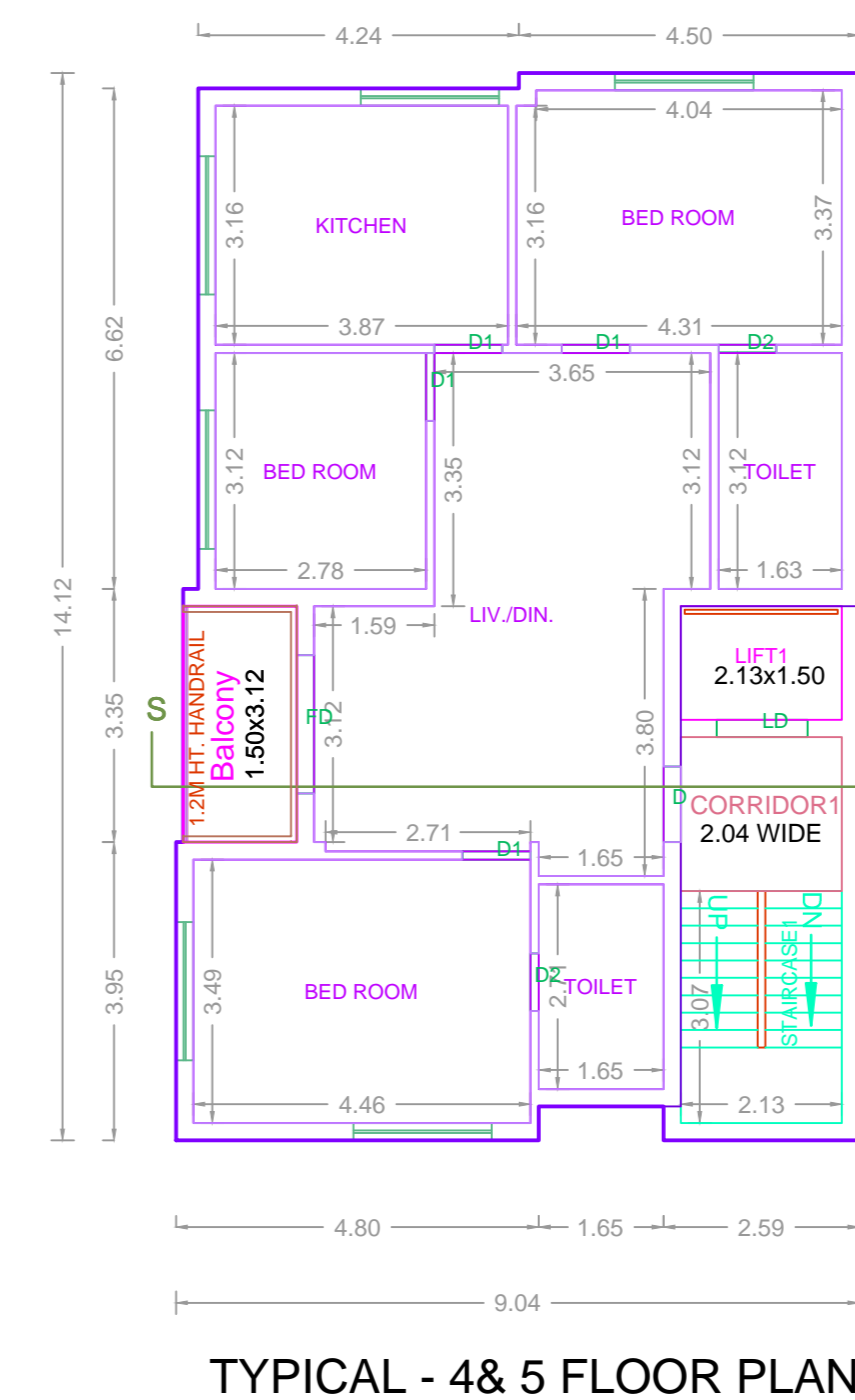 4.24
4.50
4.04
3.16
KITCHEN
3.16
BED ROOM
3.37
6.62
3.87
4.31
D1
D1
D2
D1
3.65
3.12
BED ROOM
3.35
3.12
3.12
TOILET
2.78
1.63
14.12
1.59
LIV./DIN.
1.2M HT. HANDRAIL
Balcony
1.50x3.12
LIFT1
2.13x1.50
S
3.35
FD
3.12
3.80
LD
D
CORRIDOR1
2.04 WIDE
2.71
D1
1.65
UP
DN
STAIRCASE1
3.95
3.49
BED ROOM
D2
TOILET
3.07
1.65
4.46
2.13
4.80
1.65
2.59
9.04
TYPICAL - 4& 5 FLOOR PLAN